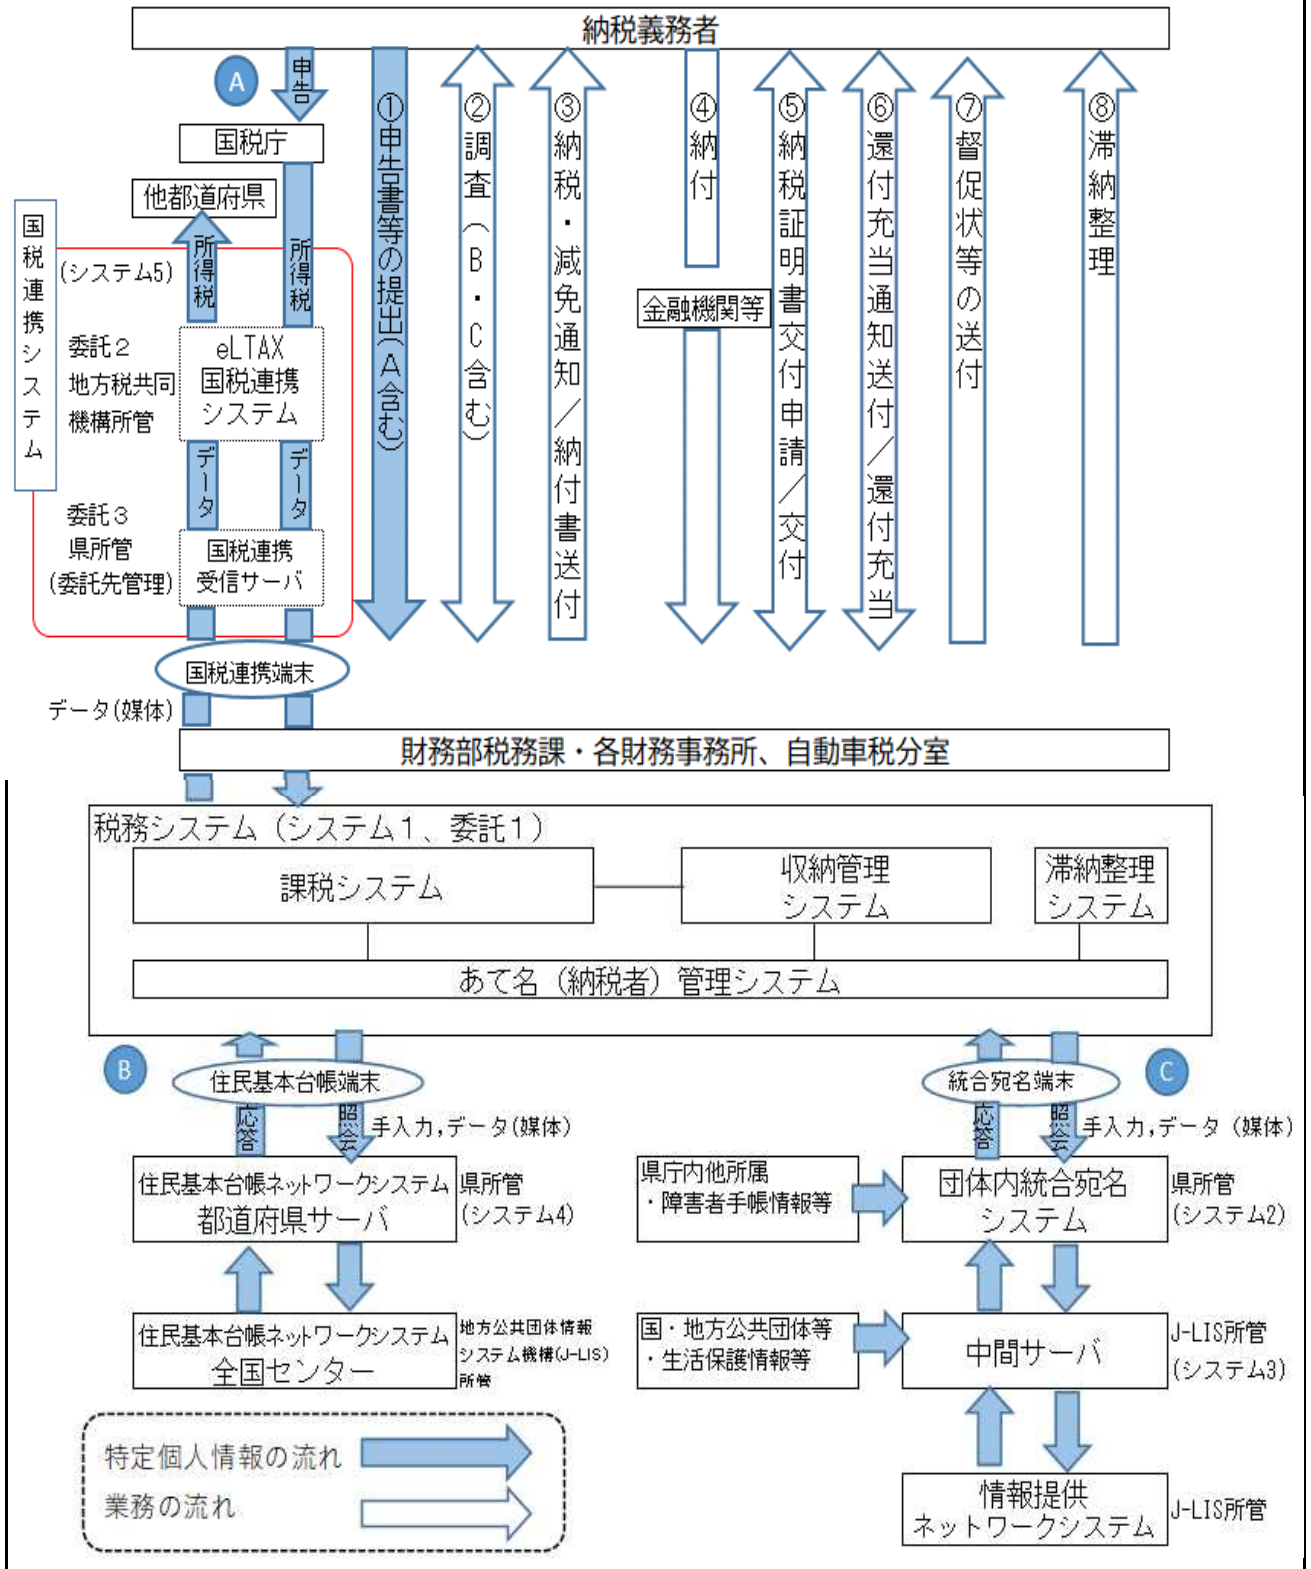 納税義務者
A
申告
国税庁
他都道府県
国税連携システム
(システム5)
所得税
所得税
委託2
地方税共同
機構所管
eLTAX
国税連携
システム
データ
データ
委託3
県所管
(委託先管理)
国税連携
受信サーバ
国税連携端末
データ(媒体)
①申告書等の提出(A含む)
②調査(B・C含む)
③納税・減免通知/納付書送付
④納付
金融機関等
⑤納税証明書交付申請/交付
⑥還付充当通知送付/還付充当
⑦督促状等の送付
⑧滞納整理
財務部税務課・各財務事務所、自動車税分室
税務システム(システム1、委託1)
課税システム
収納管理
システム
滞納整理
システム
あて名(納税者)管理システム
B
住民基本台帳端末
応答
照会
手入力,データ(媒体)
住民基本台帳ネットワークシステム
都道府県サーバ
県所管
(システム4)
住民基本台帳ネットワークシステム
全国センター
地方公共団体情報
システム機構(J-LIS)
所管
C
統合宛名端末
応答
照会
手入力,データ(媒体)
県庁内他所属
・障害者手帳情報等
団体内統合宛名
システム
県所管
(システム2)
国・地方公共団体等
・生活保護情報等
中間サーバ
J-LIS所管
(システム3)
情報提供
ネットワークシステム
J-LIS所管
特定個人情報の流れ
業務の流れ